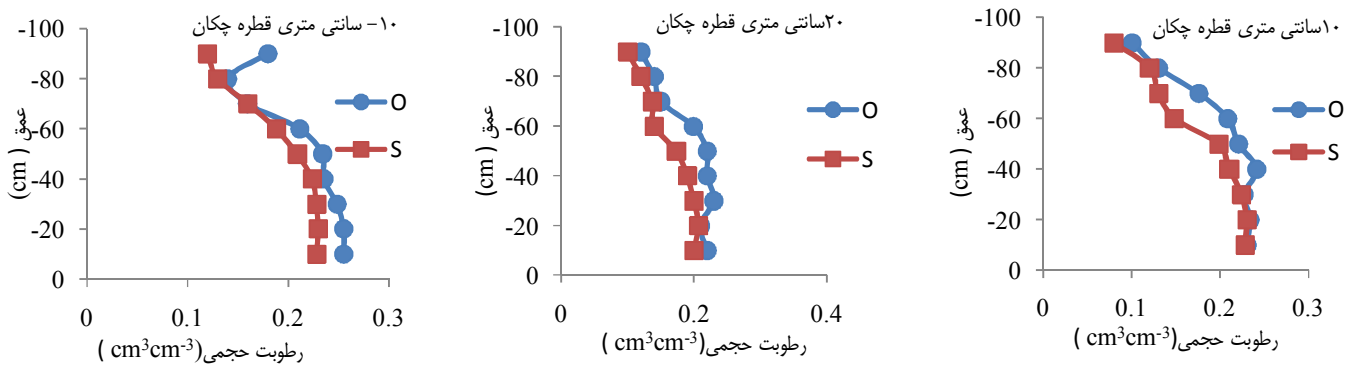 -۱۰ سانتی متری قطره چکان
-100
-80
-60
-40
-20
0
عمق ( cm)
O
S
0
0.1
0.2
0.3
رطوبت حجمی(cm³cm⁻³ )
۲۰سانتی متری قطره چکان
-100
-80
-60
-40
-20
0
عمق ( cm)
O
S
0
0.2
0.4
رطوبت حجمی(cm³cm⁻³ )
۱۰سانتی متری قطره چکان
-100
-80
-60
-40
-20
0
عمق ( cm)
O
S
0
0.1
0.2
0.3
رطوبت حجمی(cm³cm⁻³ )